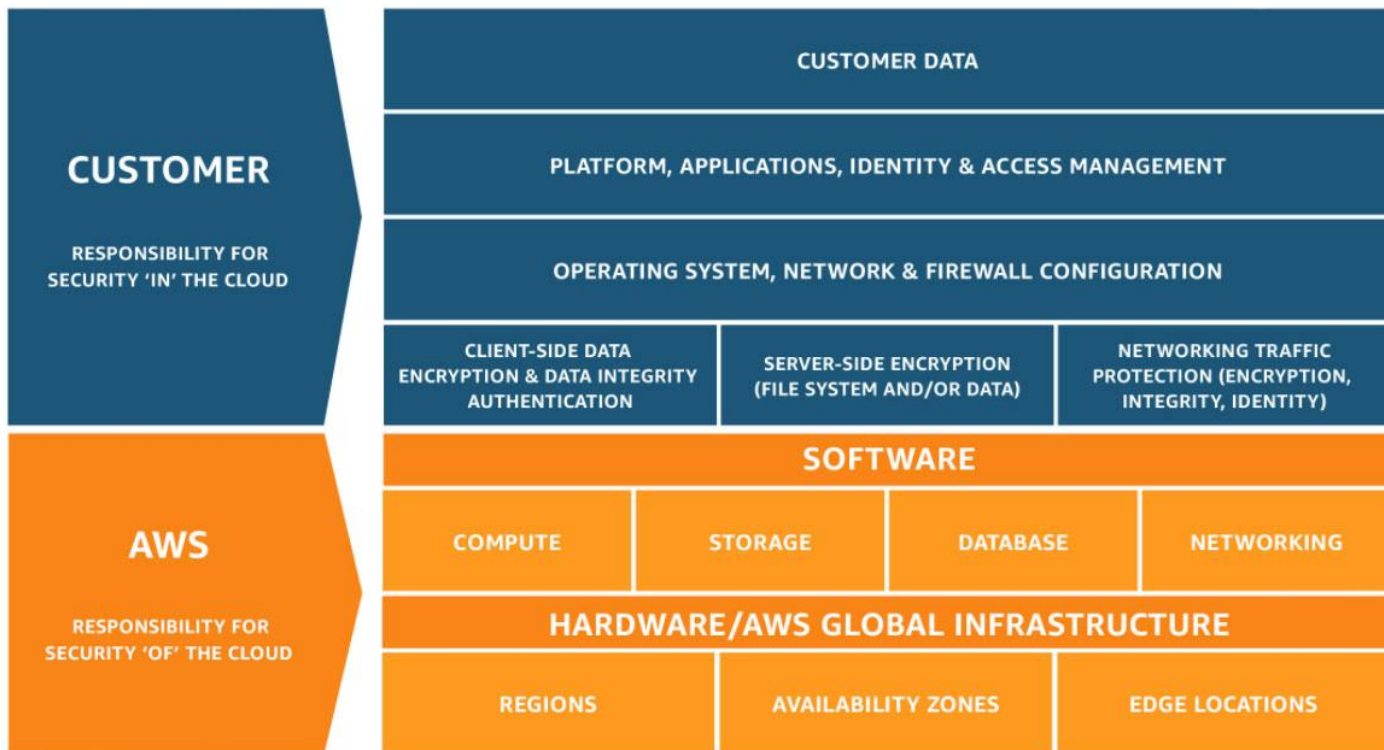 CUSTOMER
RESPONSIBILITY FOR
SECURITY ‘IN’ THE CLOUD
CUSTOMER DATA
PLATFORM, APPLICATIONS, IDENTITY & ACCESS MANAGEMENT
OPERATING SYSTEM, NETWORK & FIREWALL CONFIGURATION
CLIENT-SIDE DATA
ENCRYPTION & DATA INTEGRITY
AUTHENTICATION
SERVER-SIDE ENCRYPTION
(FILE SYSTEM AND/OR DATA)
NETWORKING TRAFFIC
PROTECTION (ENCRYPTION,
INTEGRITY, IDENTITY)
AWS
RESPONSIBILITY FOR
SECURITY ‘OF’ THE CLOUD
SOFTWARE
COMPUTE
STORAGE
DATABASE
NETWORKING
HARDWARE/AWS GLOBAL INFRASTRUCTURE
REGIONS
AVAILABILITY ZONES
EDGE LOCATIONS